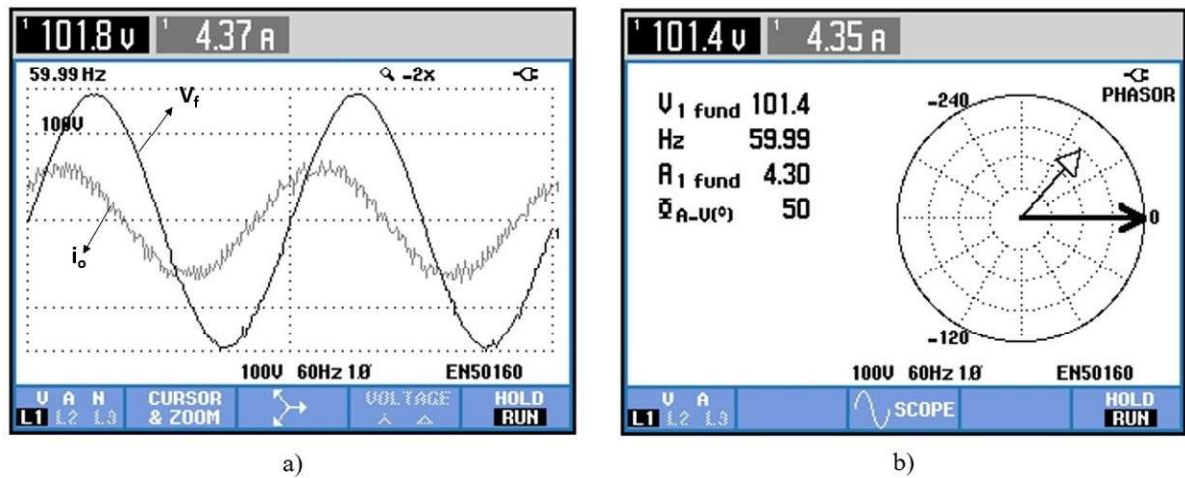 1 101.8 V 1 4.37 A
59.99 Hz -2x
Vf
100V
io
1
100V 60Hz 1Ø EN50160
V A N CURSOR VOLTAGE HOLD
L1 L2 L3 & ZOOM RUN
a)
1 101.4 V 1 4.35 A
PHASOR
V1 fund 101.4
Hz 59.99
A1 fund 4.30
ΦA-V(°) 50
-240
0
-120
100V 60Hz 1Ø EN50160
V A HOLD
L1 L2 L3 SCOPE RUN
b)